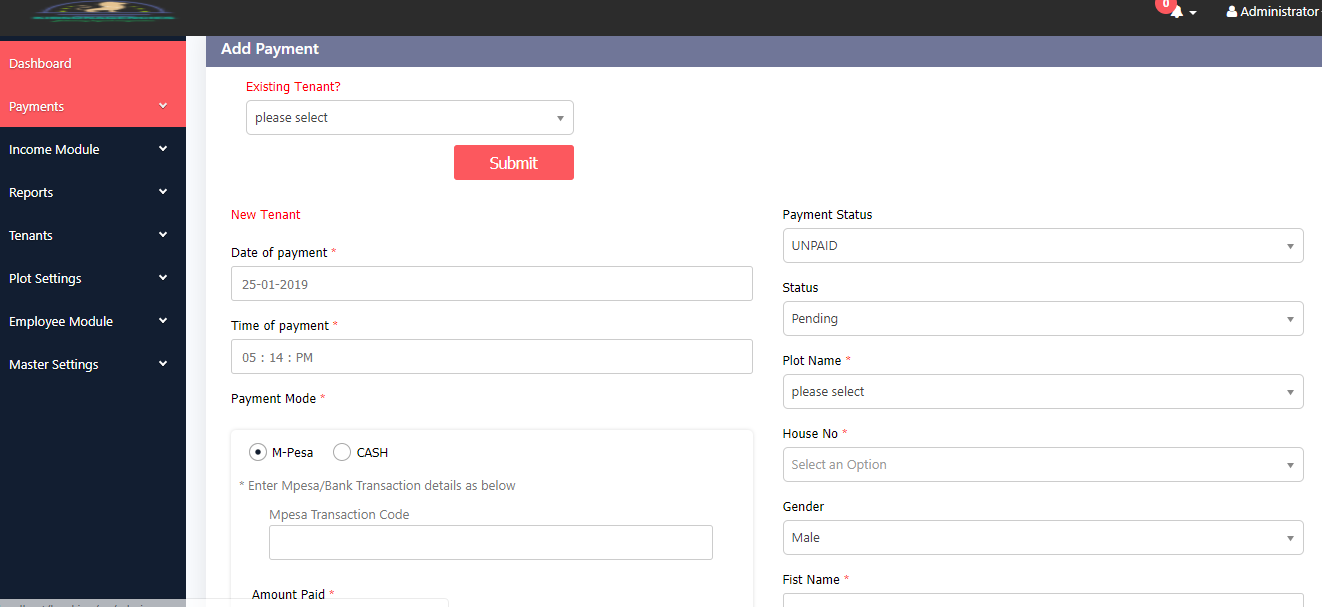 0
Administrator
Dashboard
Payments
Income Module
Reports
Tenants
Plot Settings
Employee Module
Master Settings
Add Payment
Existing Tenant?
please select
Submit
New Tenant
Date of payment *
25-01-2019
Time of payment *
05 : 14 : PM
Payment Mode *
M-Pesa CASH
* Enter Mpesa/Bank Transaction details as below
Mpesa Transaction Code
Amount Paid *
Payment Status
UNPAID
Status
Pending
Plot Name *
please select
House No *
Select an Option
Gender
Male
Fist Name *